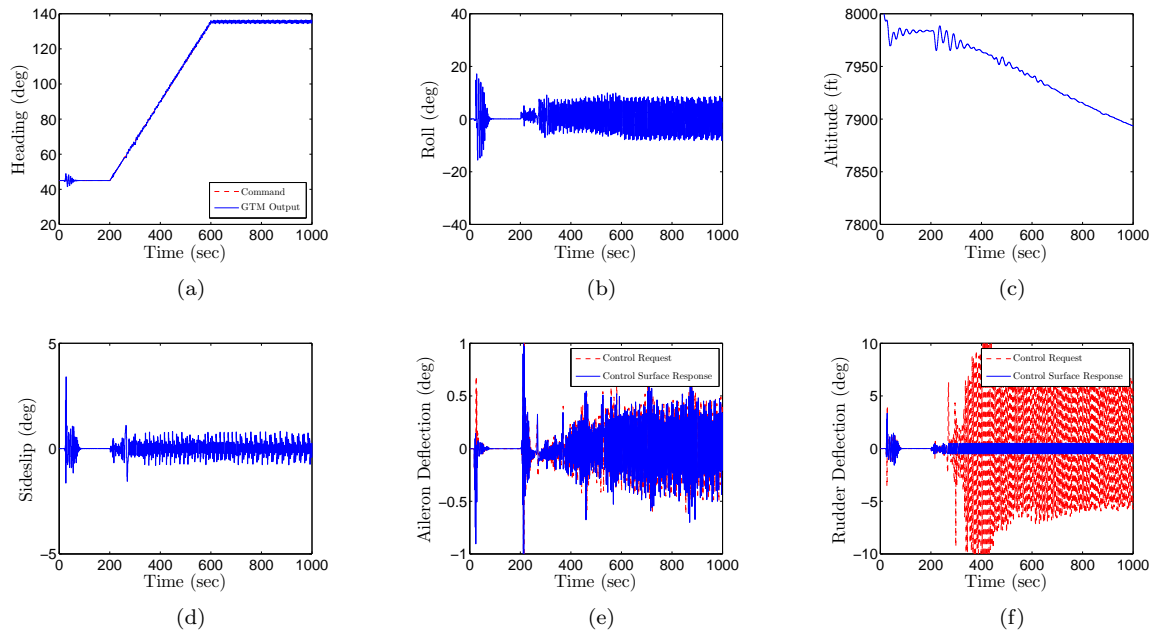 140
120
100
80
60
40
20
Heading (deg)
Command
GTM Output
0 200 400 600 800 1000
Time (sec)
(a)
40
20
0
−20
−40
Roll (deg)
0 200 400 600 800 1000
Time (sec)
(b)
8000
7950
7900
7850
7800
Altitude (ft)
0 200 400 600 800 1000
Time (sec)
(c)
5
0
−5
Sideslip (deg)
0 200 400 600 800 1000
Time (sec)
(d)
1
0.5
0
−0.5
−1
Aileron Deflection (deg)
Control Request
Control Surface Response
0 200 400 600 800 1000
Time (sec)
(e)
10
5
0
−5
−10
Rudder Deflection (deg)
Control Request
Control Surface Response
0 200 400 600 800 1000
Time (sec)
(f)